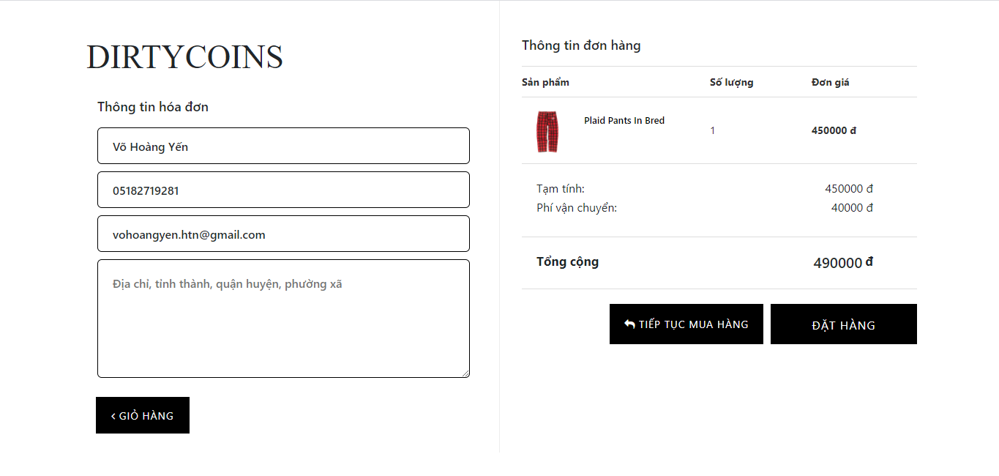 DIRTYCOINS
Thông tin hóa đơn
Võ Hoàng Yến
05182719281
vohoangyen.htn@gmail.com
Địa chỉ, tỉnh thành, quận huyện, phường xã
GIỎ HÀNG
Thông tin đơn hàng
Sản phẩm Số lượng Đơn giá
Plaid Pants In Bred 1 450000 đ
Tạm tính: 450000 đ
Phí vận chuyển: 40000 đ
Tổng cộng 490000 đ
TIẾP TỤC MUA HÀNG ĐẶT HÀNG